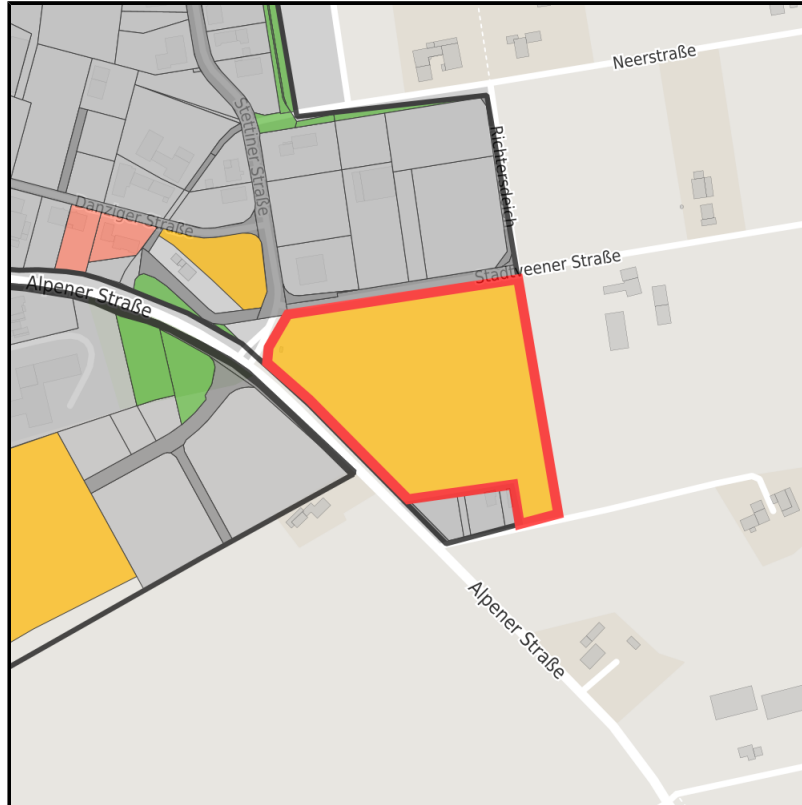 Neerstraße
Stettiner Straße
Richtersdeich
Danziger Straße
Stadtveener Straße
Alpener Straße
Alpener Straße